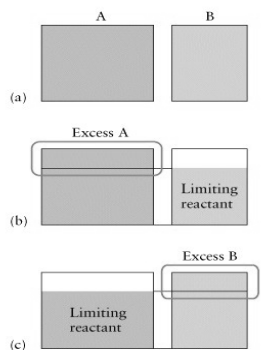 A B
(a)
Excess A
Limiting
reactant
(b)
Excess B
Limiting
reactant
(c)